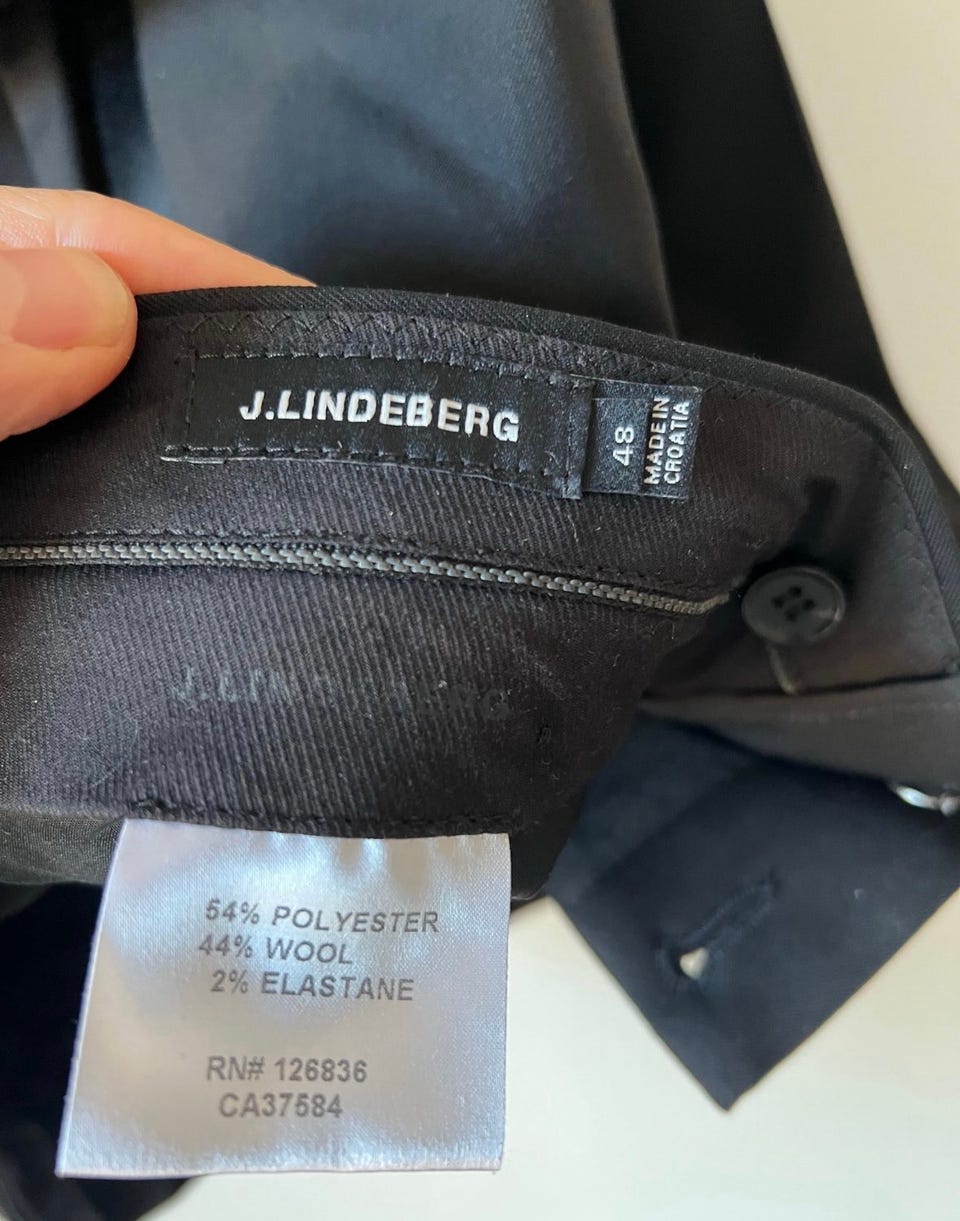 J.LINDEBERG
48
MADE IN
CROATIA
54% POLYESTER
44% WOOL
2% ELASTANE
RN# 126836
CA37584